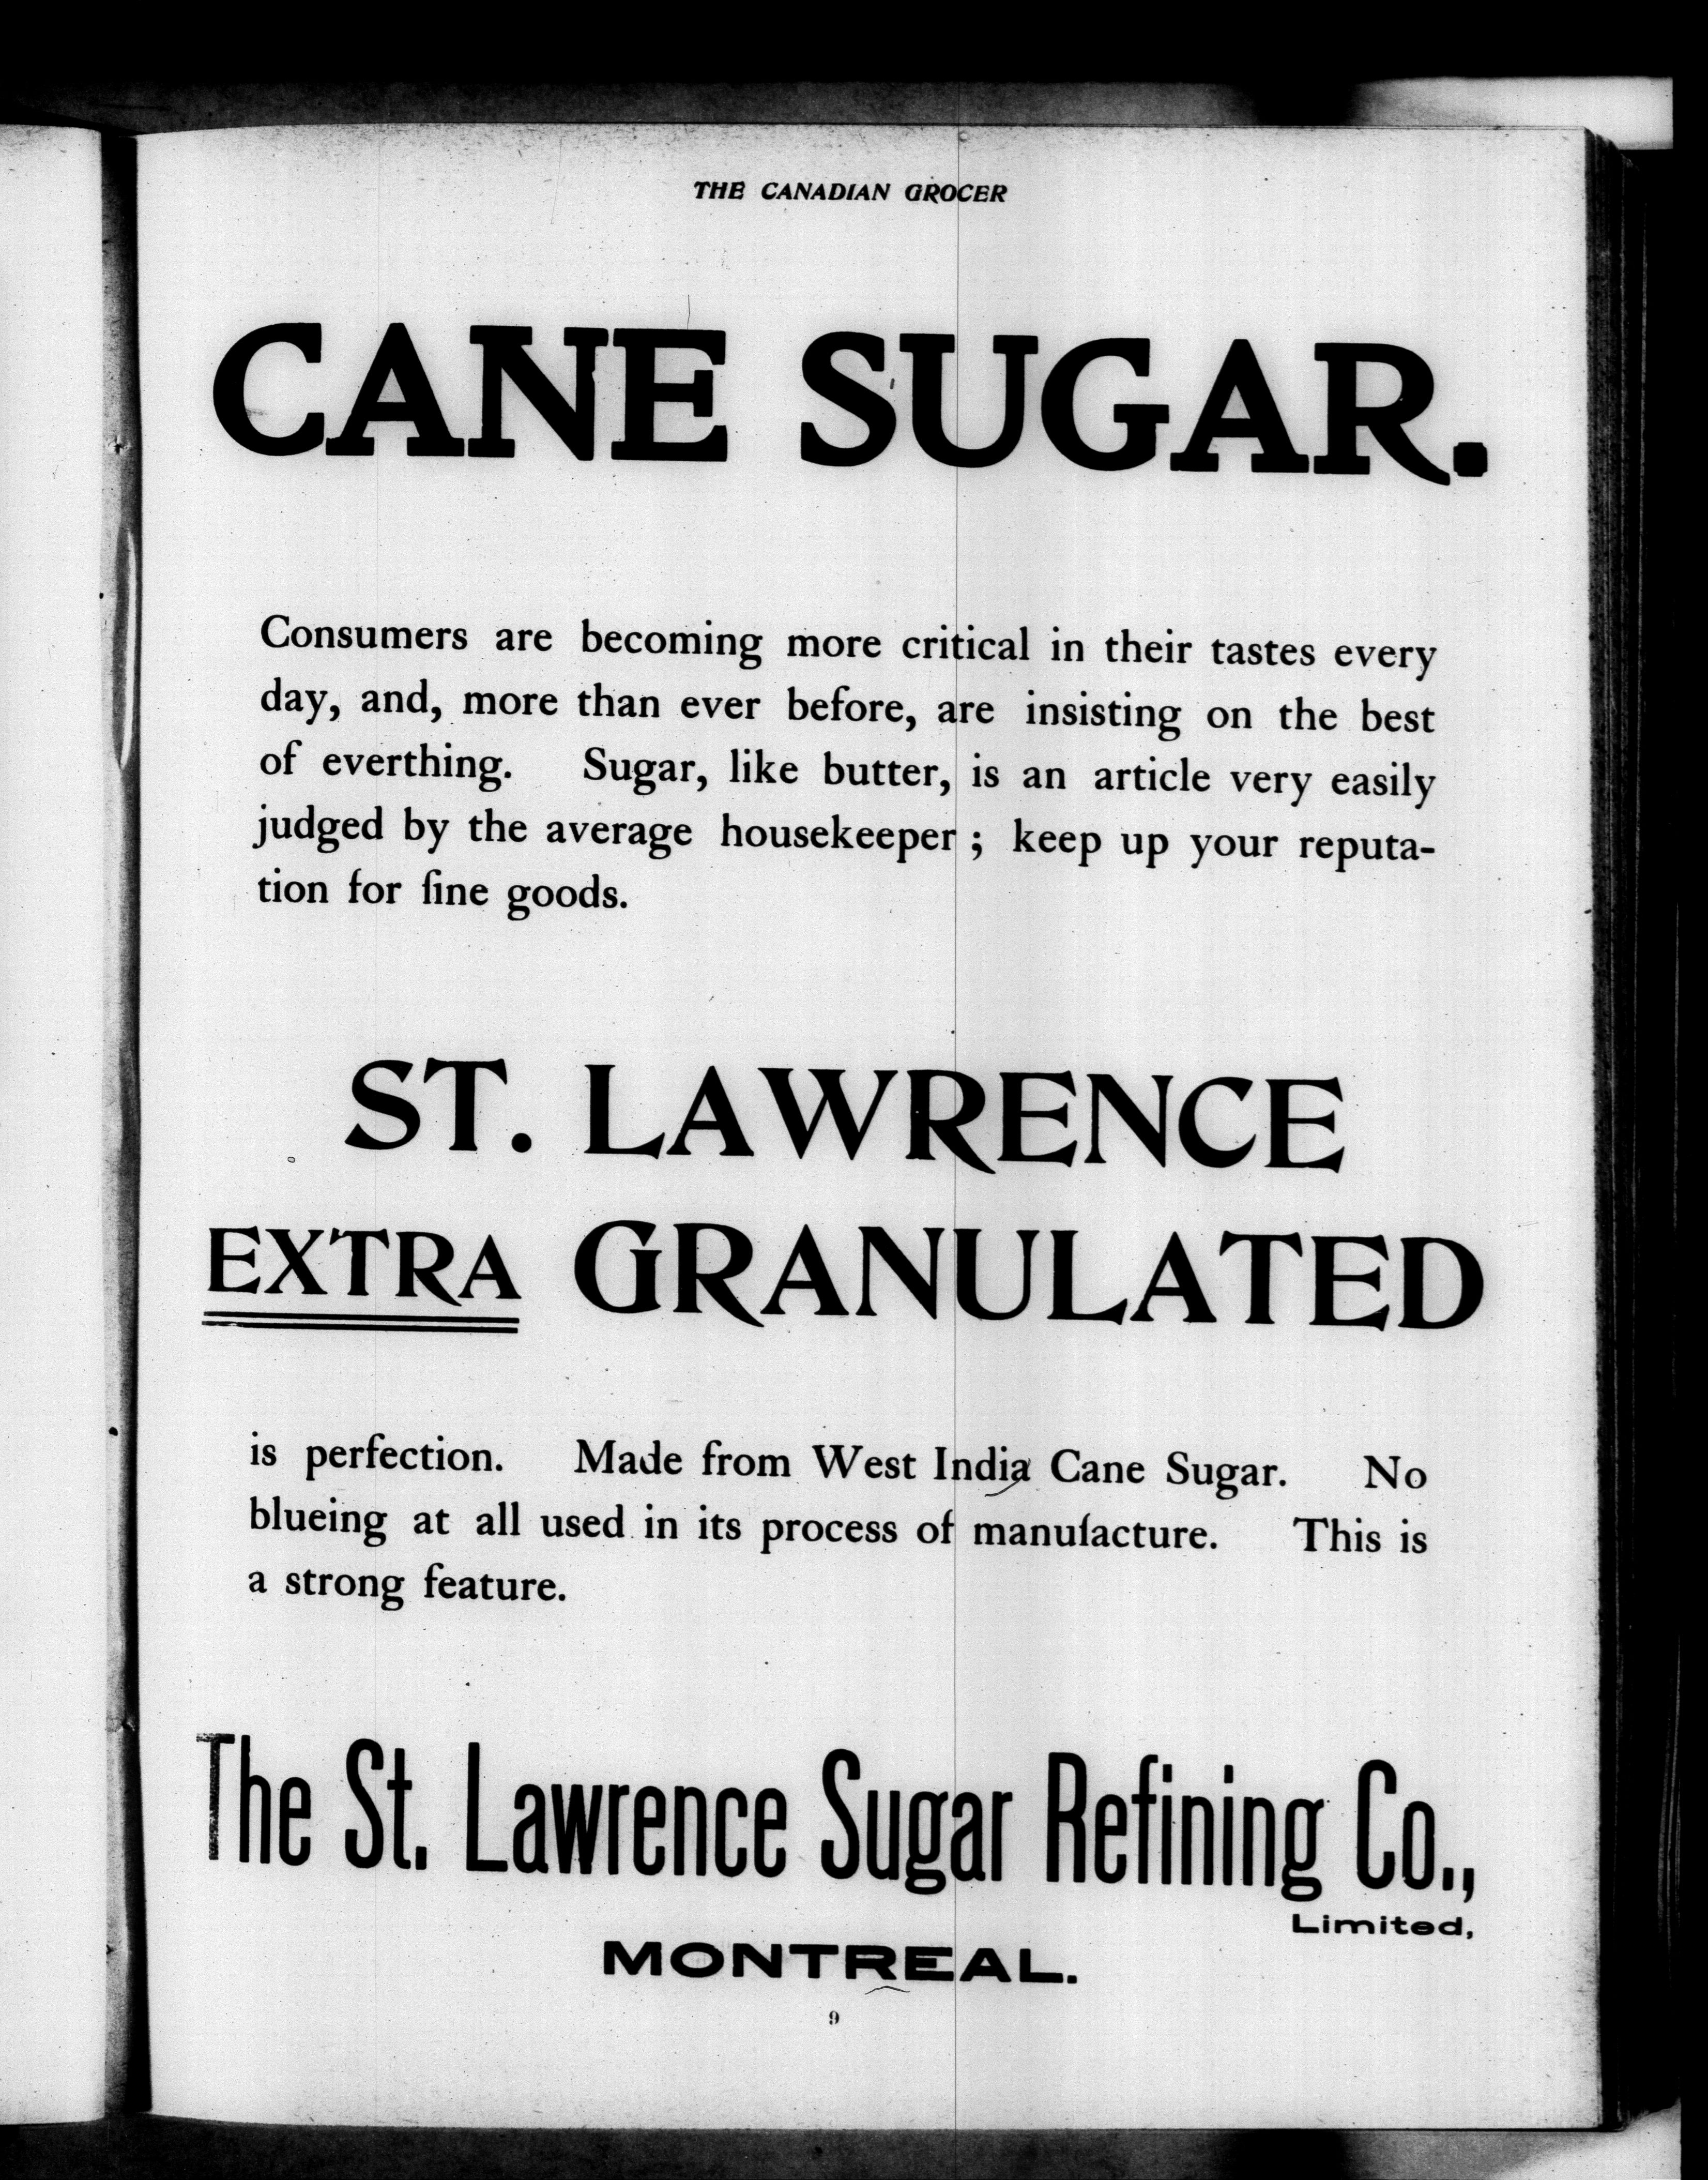 THE CANADIAN GROCER
CANE SUGAR.
Consumers are becoming more critical in their tastes every
day, and, more than ever before, are insisting on the best
of everthing. Sugar, like butter, is an article very easily
judged by the average housekeeper ; keep up your reputa-
tion for fine goods.
ST. LAWRENCE
EXTRA GRANULATED
is perfection. Made from West India Cane Sugar. No
blueing at all used in its process of manufacture. This is
a strong feature.
The St. Lawrence Sugar Refining Co.,
Limited,
MONTREAL.
9